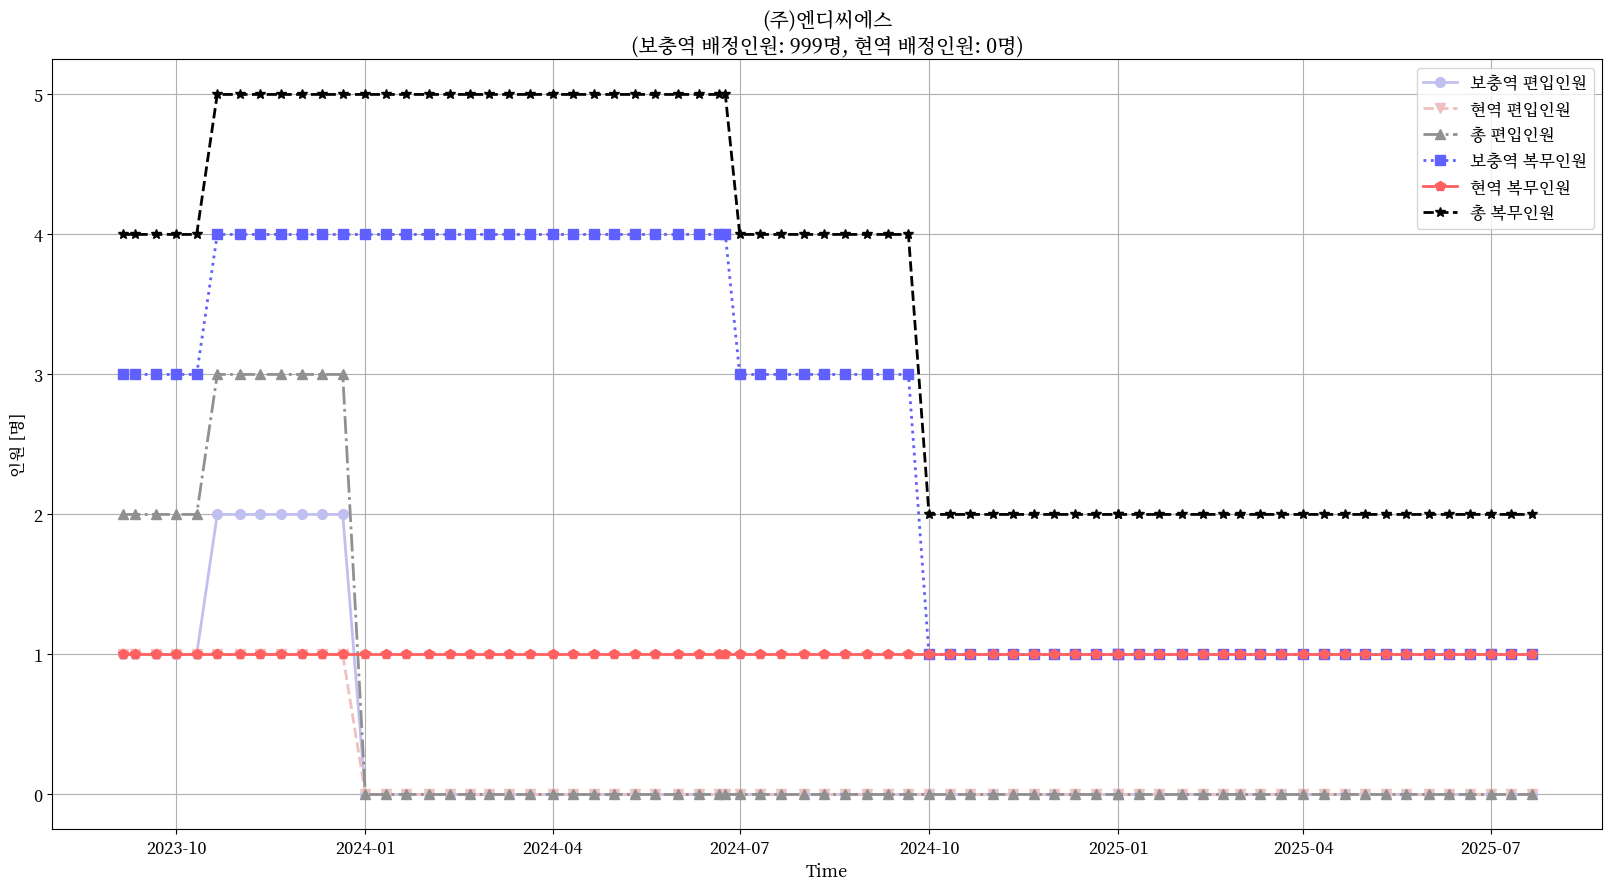 (주)엔디씨에스
(보충역 배정인원: 999명, 현역 배정인원: 0명)
보충역 편입인원
현역 편입인원
총 편입인원
보충역 복무인원
현역 복무인원
총 복무인원
인원 [명]
5
4
3
2
1
0
2023-10 2024-01 2024-04 2024-07 2024-10 2025-01 2025-04 2025-07
Time